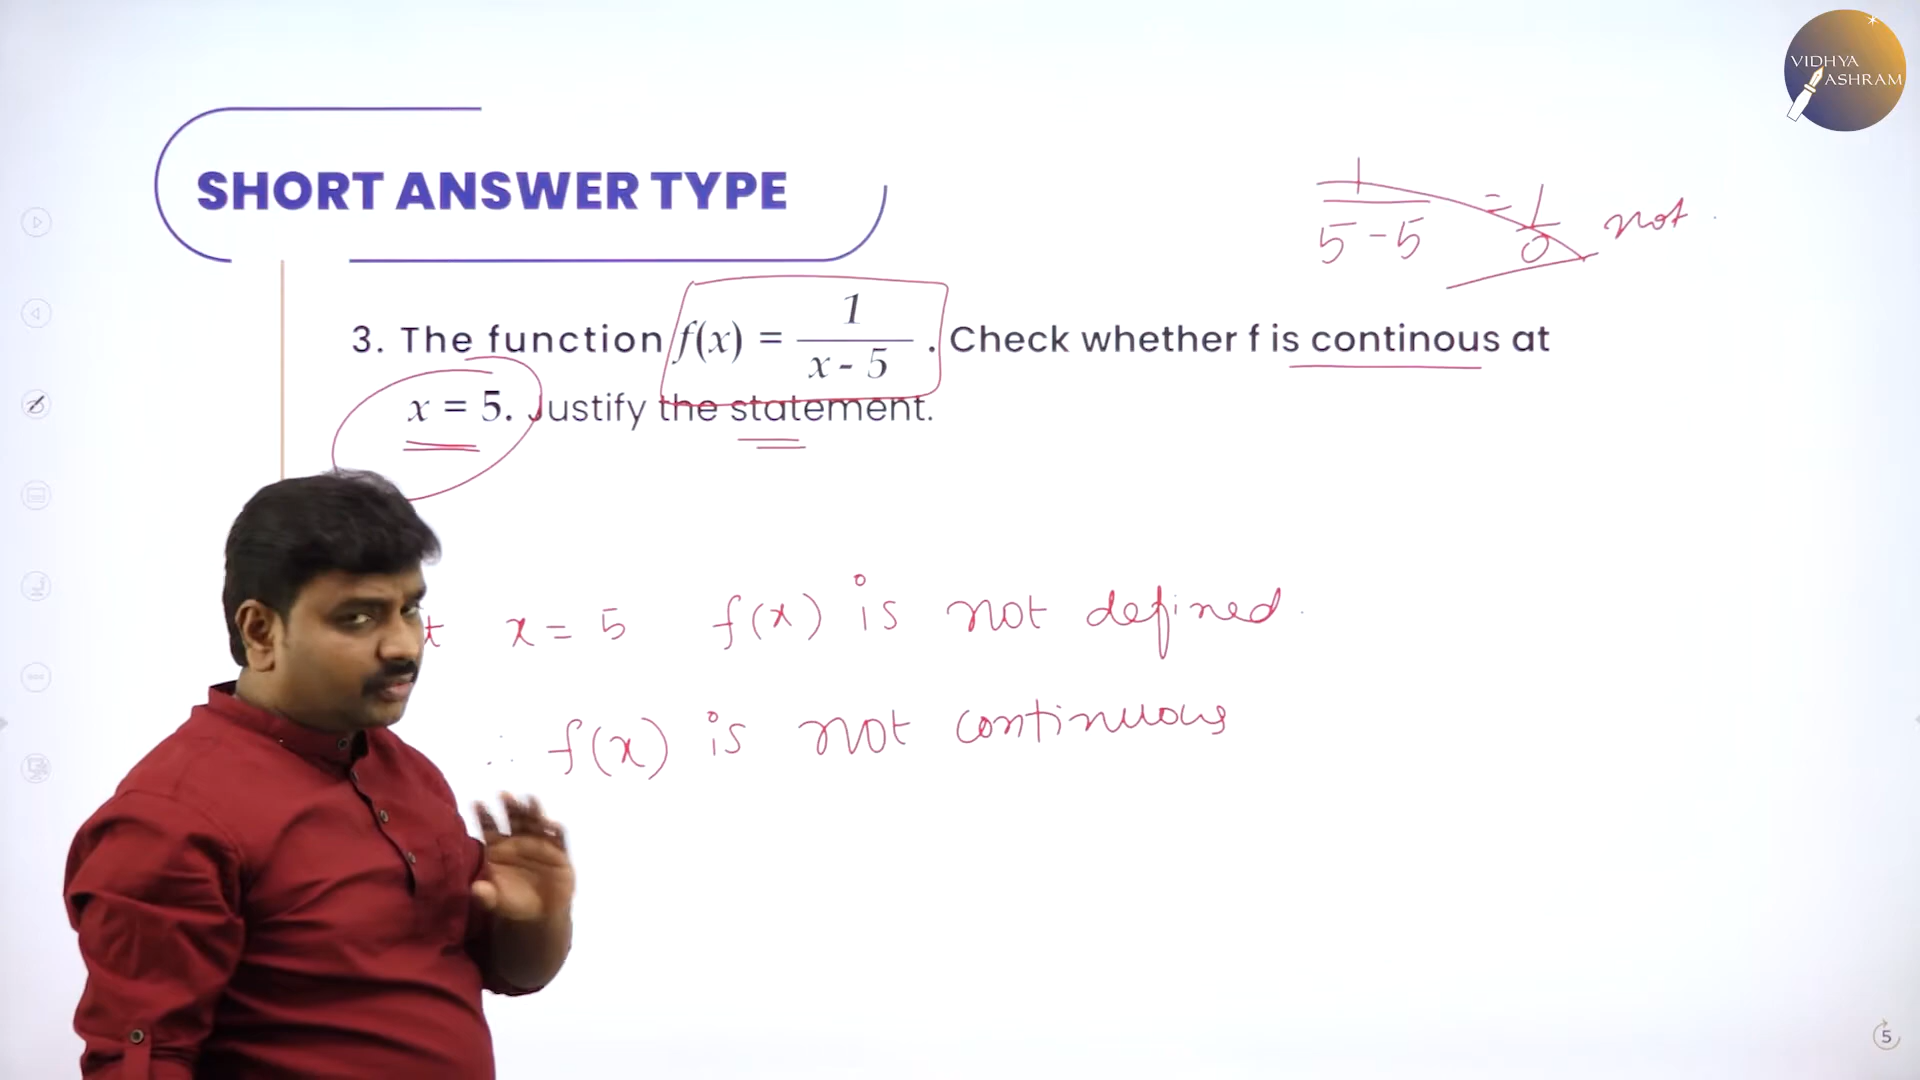 VIDHYA
ASHRAM
SHORT ANSWER TYPE
1
5 - 5 = 1/0 not
3. The function f(x) = 1/(x - 5) . Check whether f is continous at
x = 5. Justify the statement.
x = 5 f(x) is not defined.
∴ f(x) is not continuous
5